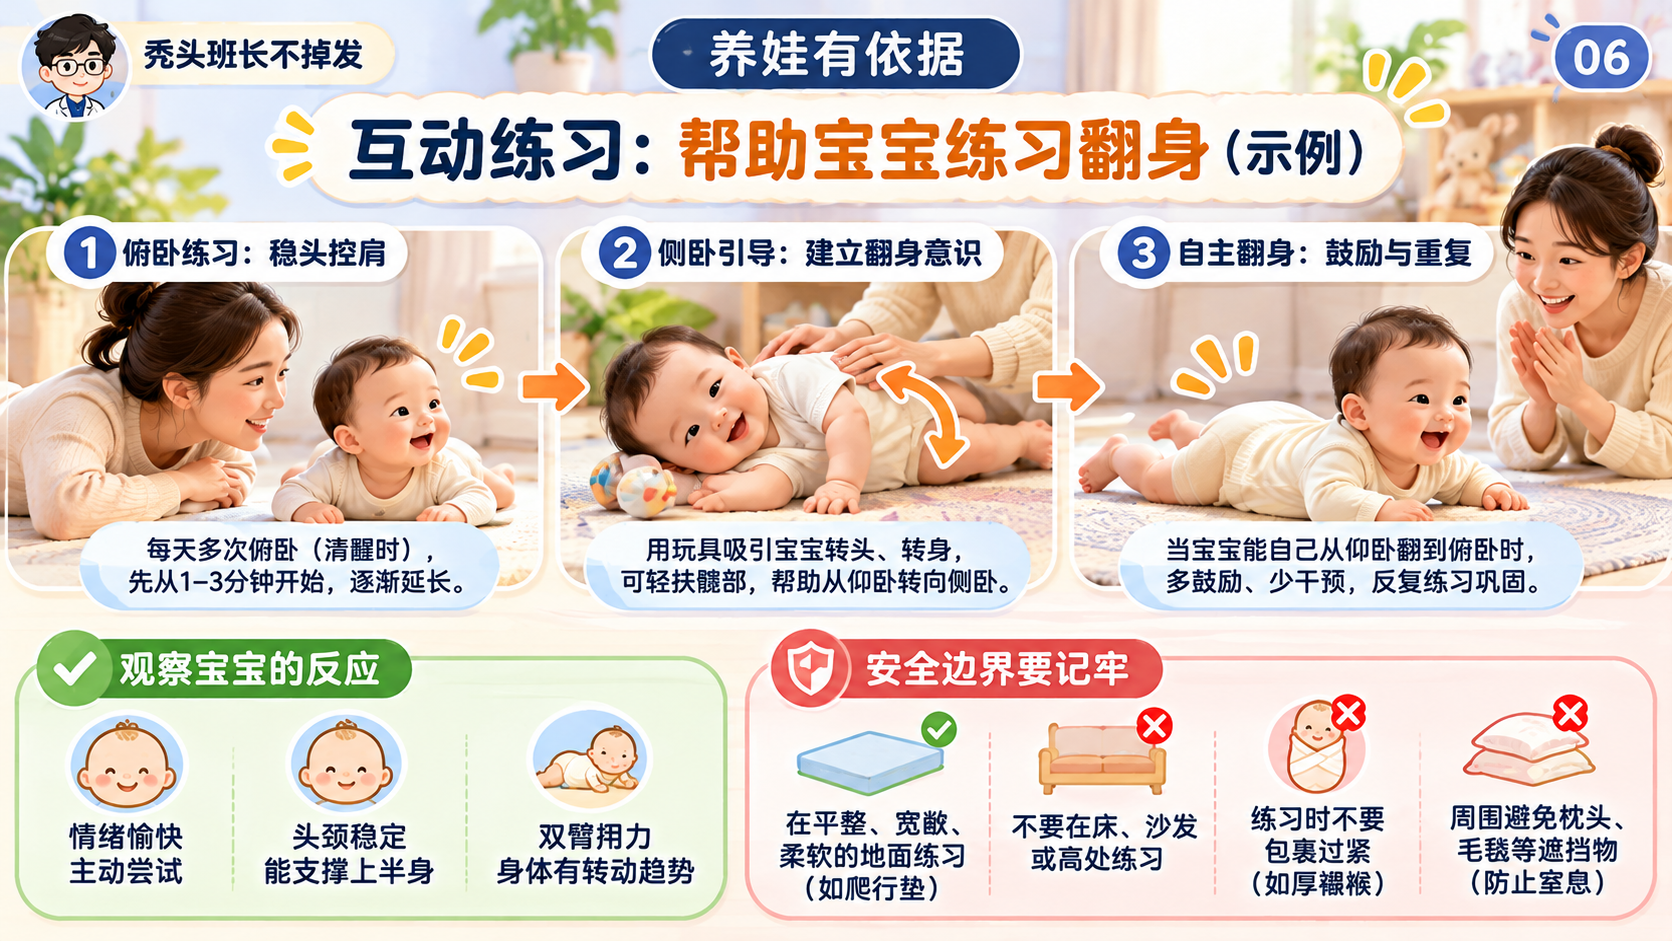 秃头班长不掉发
养娃有依据
06
互动练习：帮助宝宝练习翻身（示例）
1 俯卧练习：稳头控肩
2 侧卧引导：建立翻身意识
3 自主翻身：鼓励与重复
每天多次俯卧（清醒时），
先从1-3分钟开始，逐渐延长。
用玩具吸引宝宝转头、转身，
可轻扶髋部，帮助从仰卧转向侧卧。
当宝宝能自己从仰卧翻到俯卧时，
多鼓励、少干预，反复练习巩固。
观察宝宝的反应
情绪愉快
主动尝试
头颈稳定
能支撑上半身
双臂用力
身体有转动趋势
安全边界要记牢
在平整、宽敞、
柔软的地面练习
（如爬行垫）
不要在床、沙发
或高处练习
练习时不要
包裹过紧
（如厚襁褓）
周围避免枕头、
毛毯等遮挡物
（防止窒息）